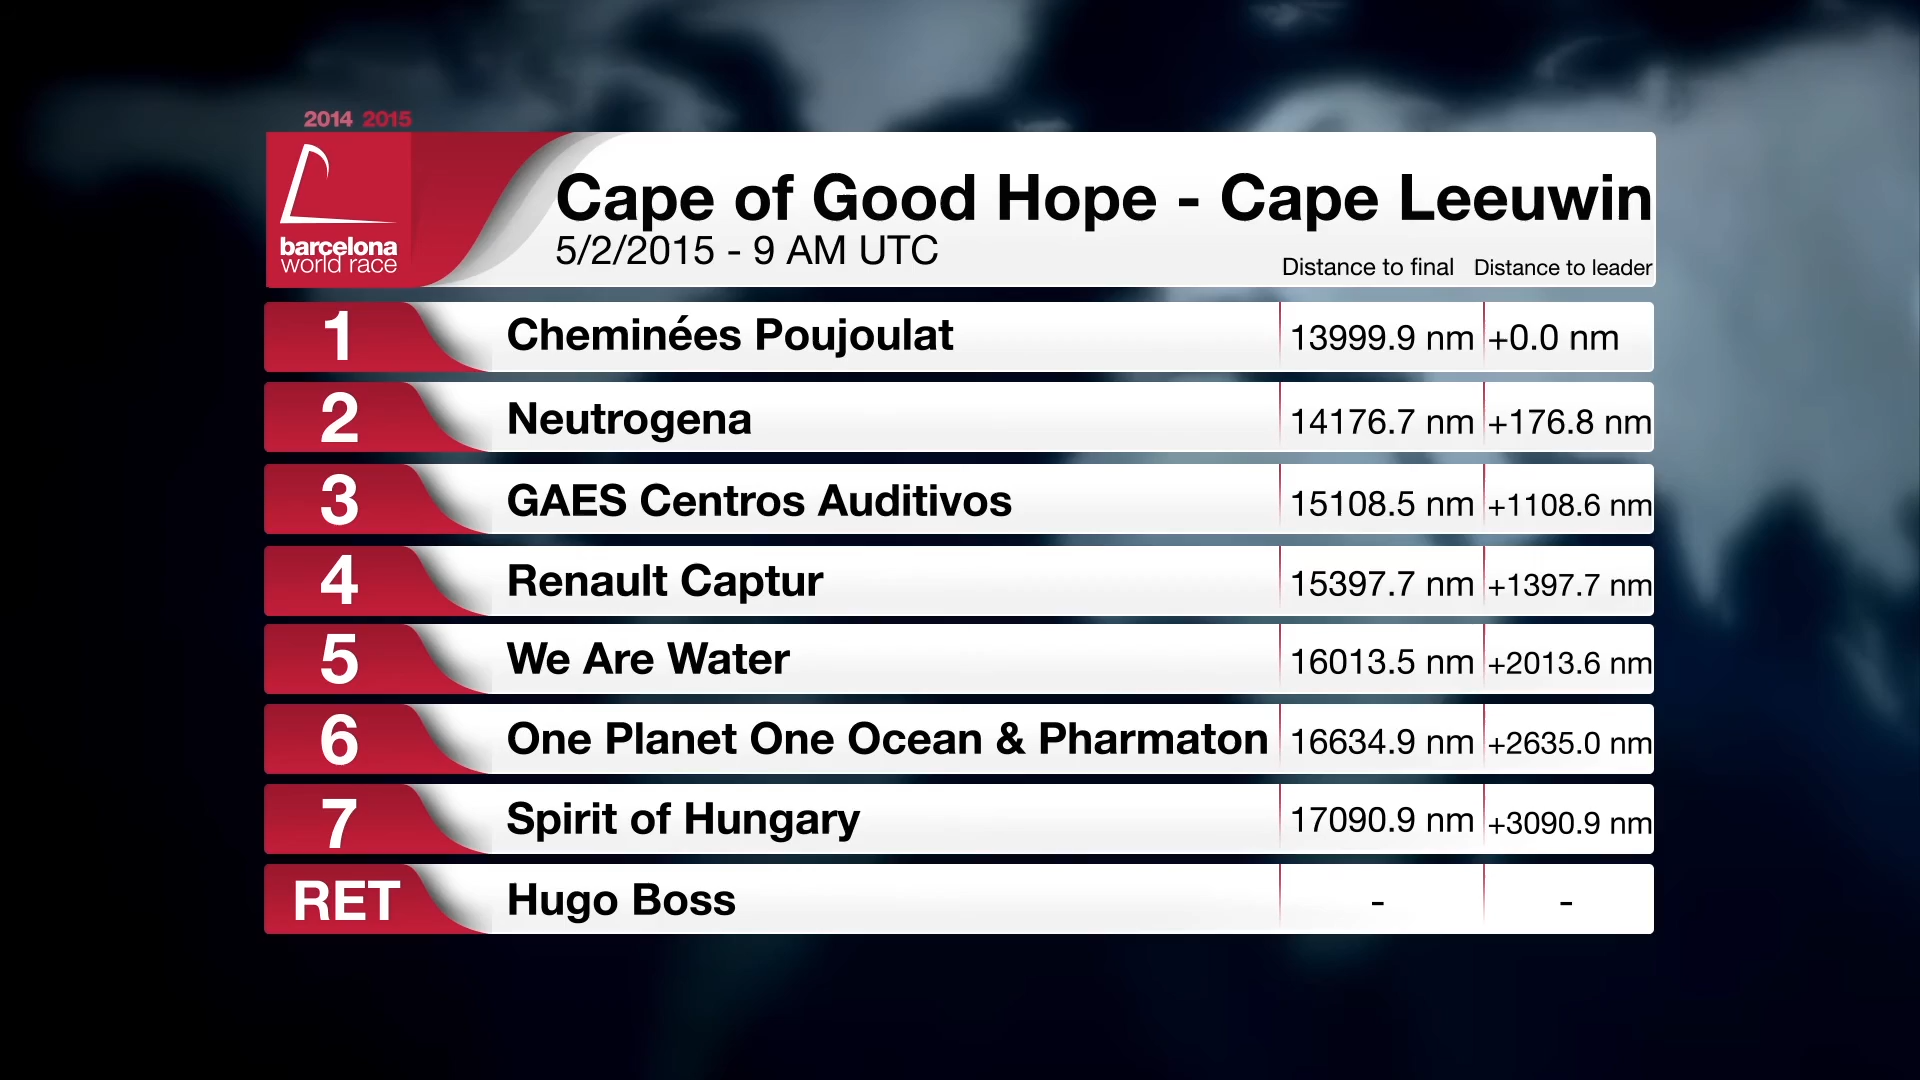 2014 2015
barcelona
world race
Cape of Good Hope - Cape Leeuwin
5/2/2015 - 9 AM UTC
Distance to final Distance to leader
1 Cheminées Poujoulat 13999.9 nm +0.0 nm
2 Neutrogena 14176.7 nm +176.8 nm
3 GAES Centros Auditivos 15108.5 nm +1108.6 nm
4 Renault Captur 15397.7 nm +1397.7 nm
5 We Are Water 16013.5 nm +2013.6 nm
6 One Planet One Ocean & Pharmaton 16634.9 nm +2635.0 nm
7 Spirit of Hungary 17090.9 nm +3090.9 nm
RET Hugo Boss - -